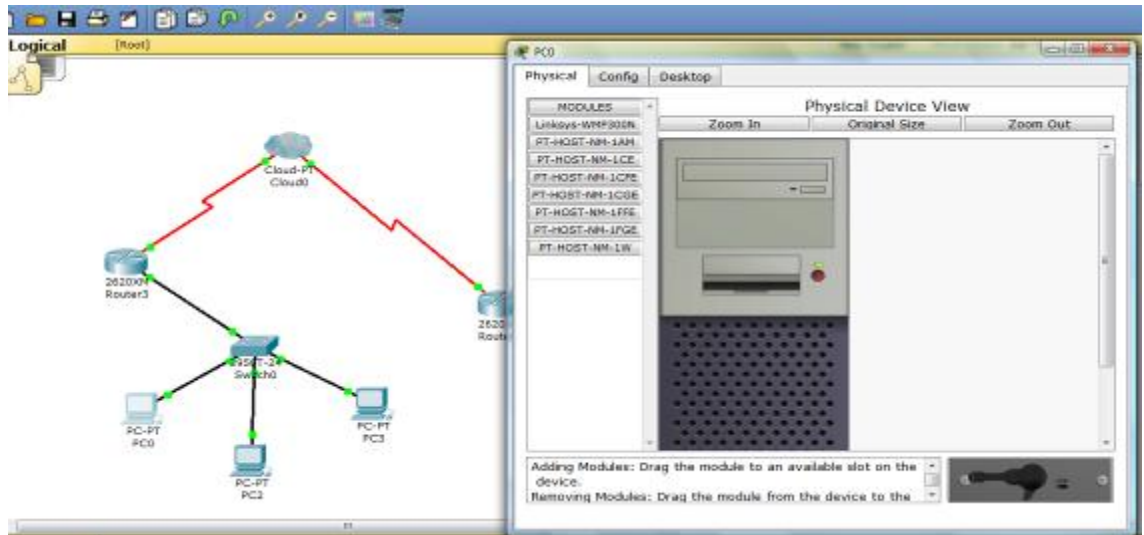 Logical
[Root]
Cloud-PT
Cloud0
2620XM
Router3
Switch0
PC-PT
PC0
PC-PT
PC2
PC-PT
PC3
PC0
Physical
Config
Desktop
MODULES
Linksys-WMP300N
PT-HOST-NM-1AM
PT-HOST-NM-1CE
PT-HOST-NM-1CFE
PT-HOST-NM-1CGE
PT-HOST-NM-1FFE
PT-HOST-NM-1FGE
PT-HOST-NM-1W
Physical Device View
Zoom In
Original Size
Zoom Out
Adding Modules: Drag the module to an available slot on the
device.
Removing Modules: Drag the module from the device to the